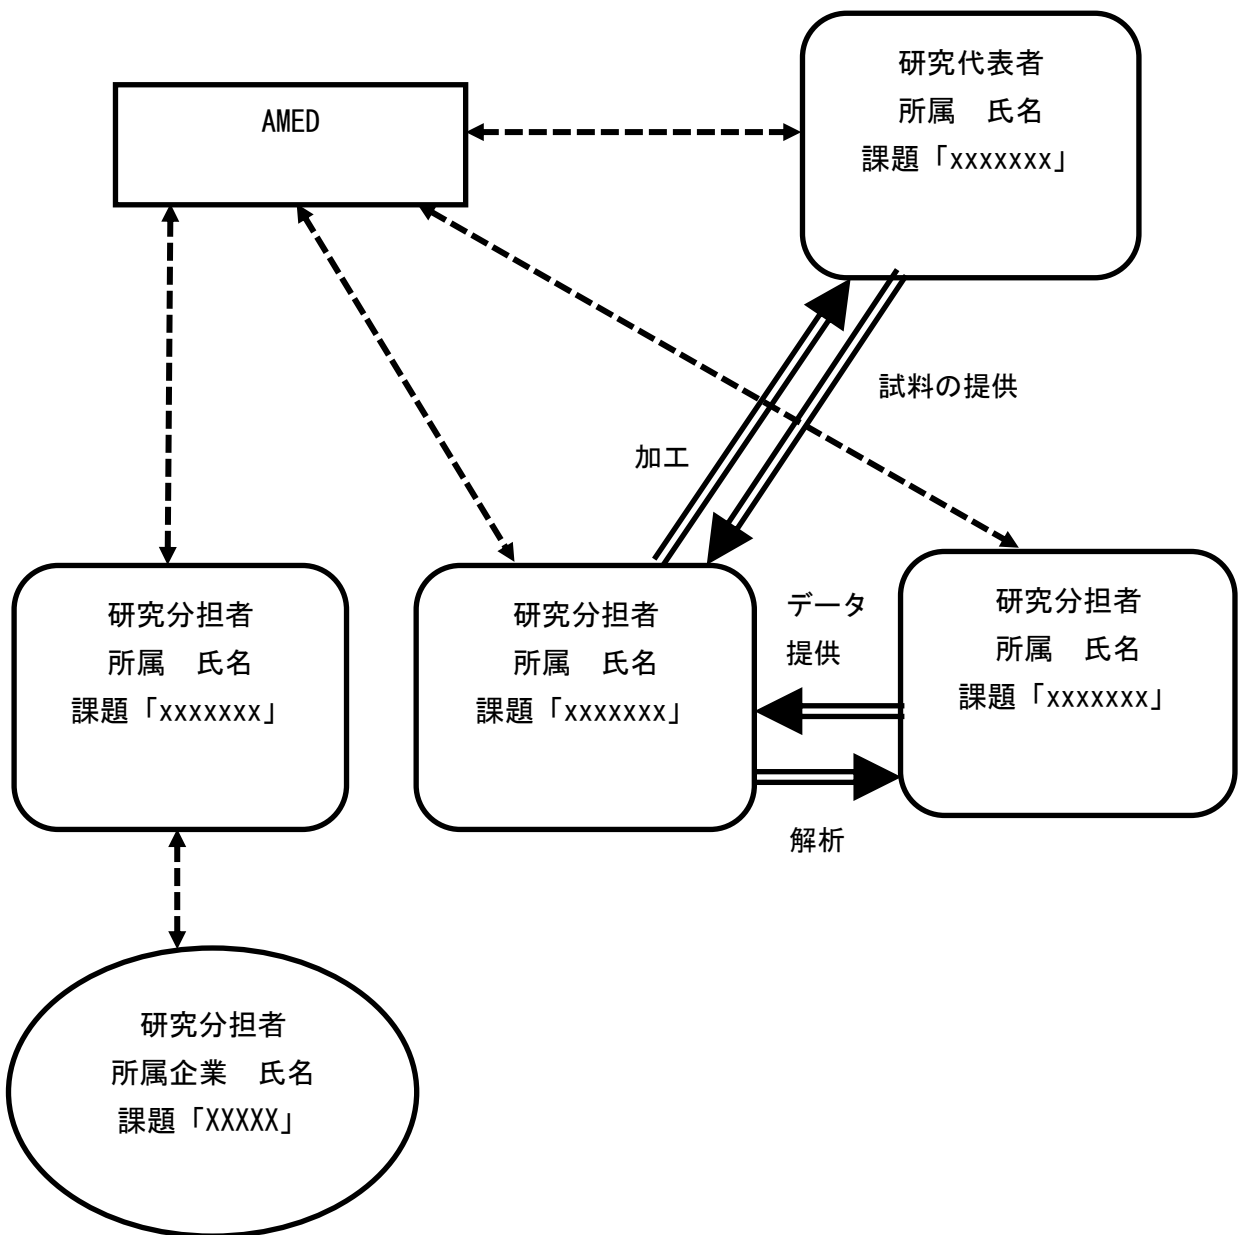 AMED
研究代表者
所属　氏名
課題「xxxxxxx」
試料の提供
加工
研究分担者
所属　氏名
課題「xxxxxxx」
研究分担者
所属　氏名
課題「xxxxxxx」
データ
提供
研究分担者
所属　氏名
課題「xxxxxxx」
解析
研究分担者
所属企業　氏名
課題「XXXXX」